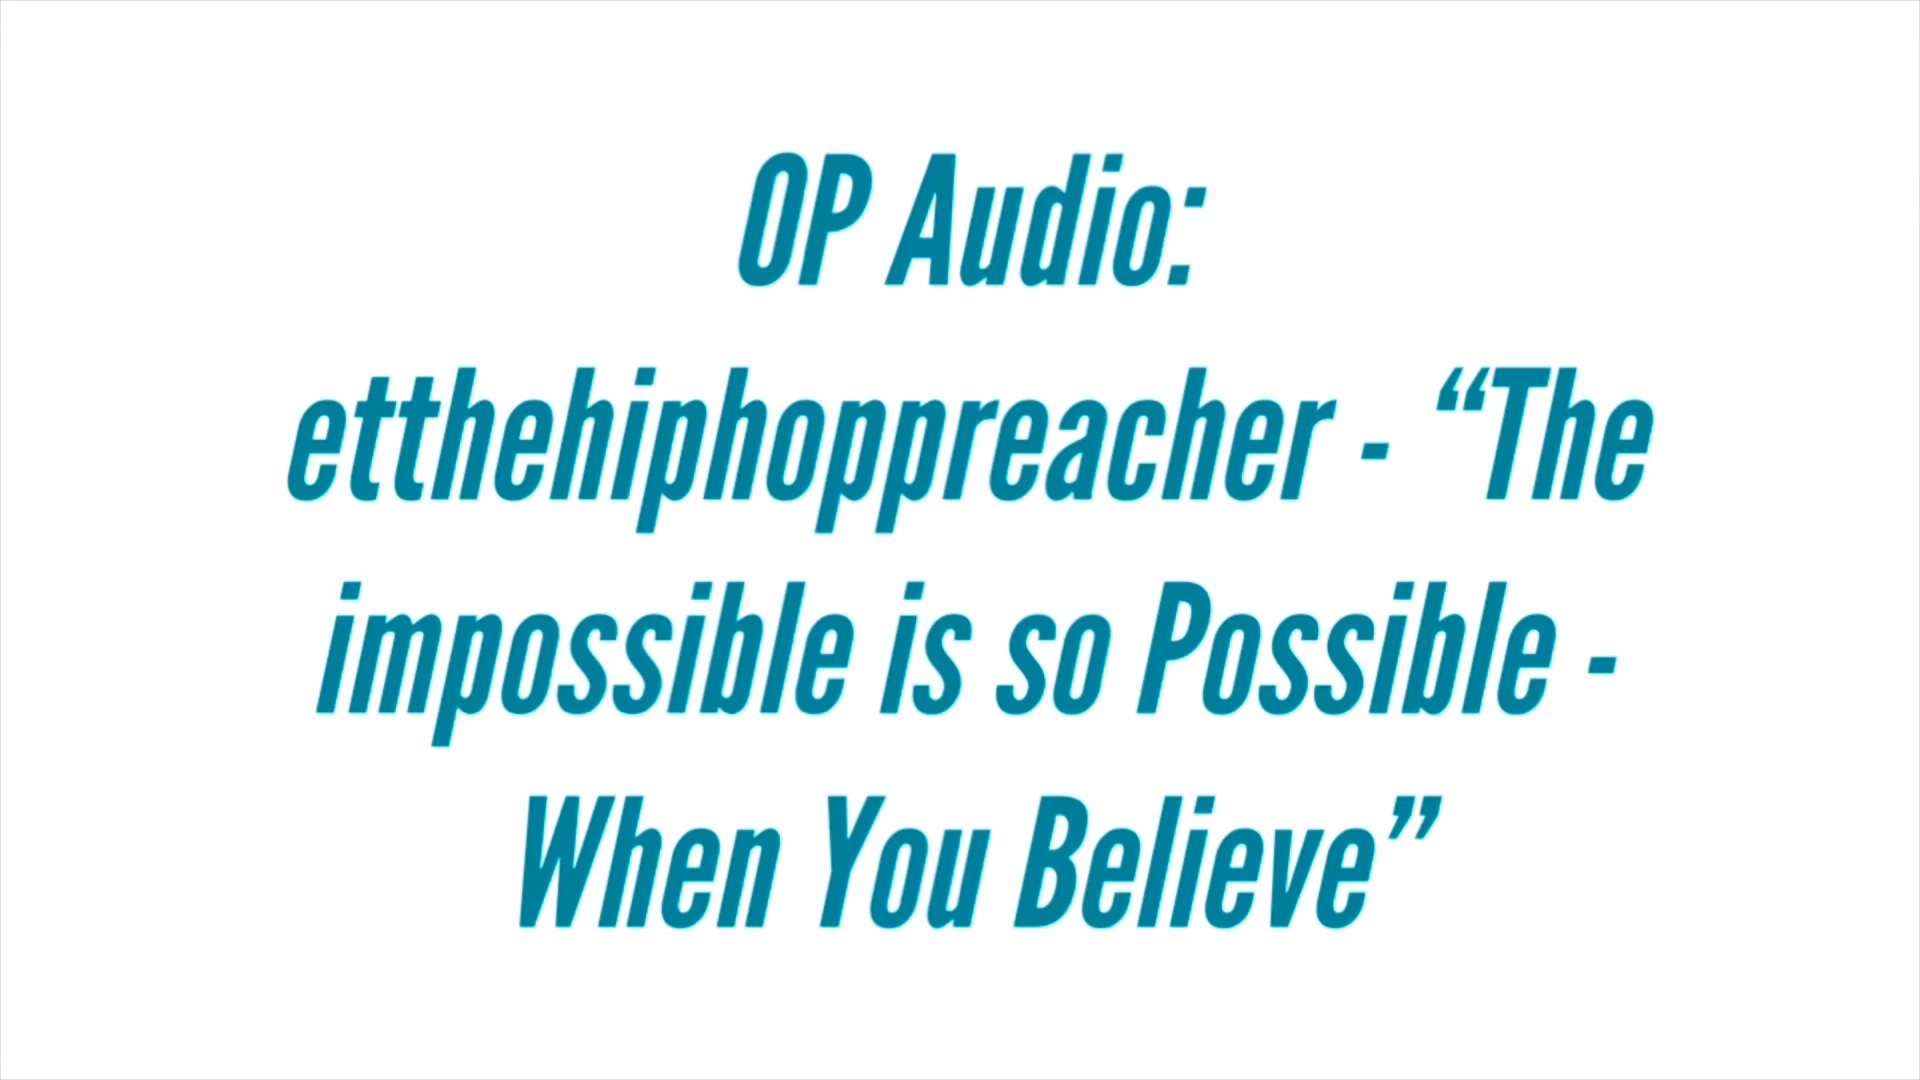 OP Audio:
etthehiphoppreacher - “The
impossible is so Possible -
When You Believe”